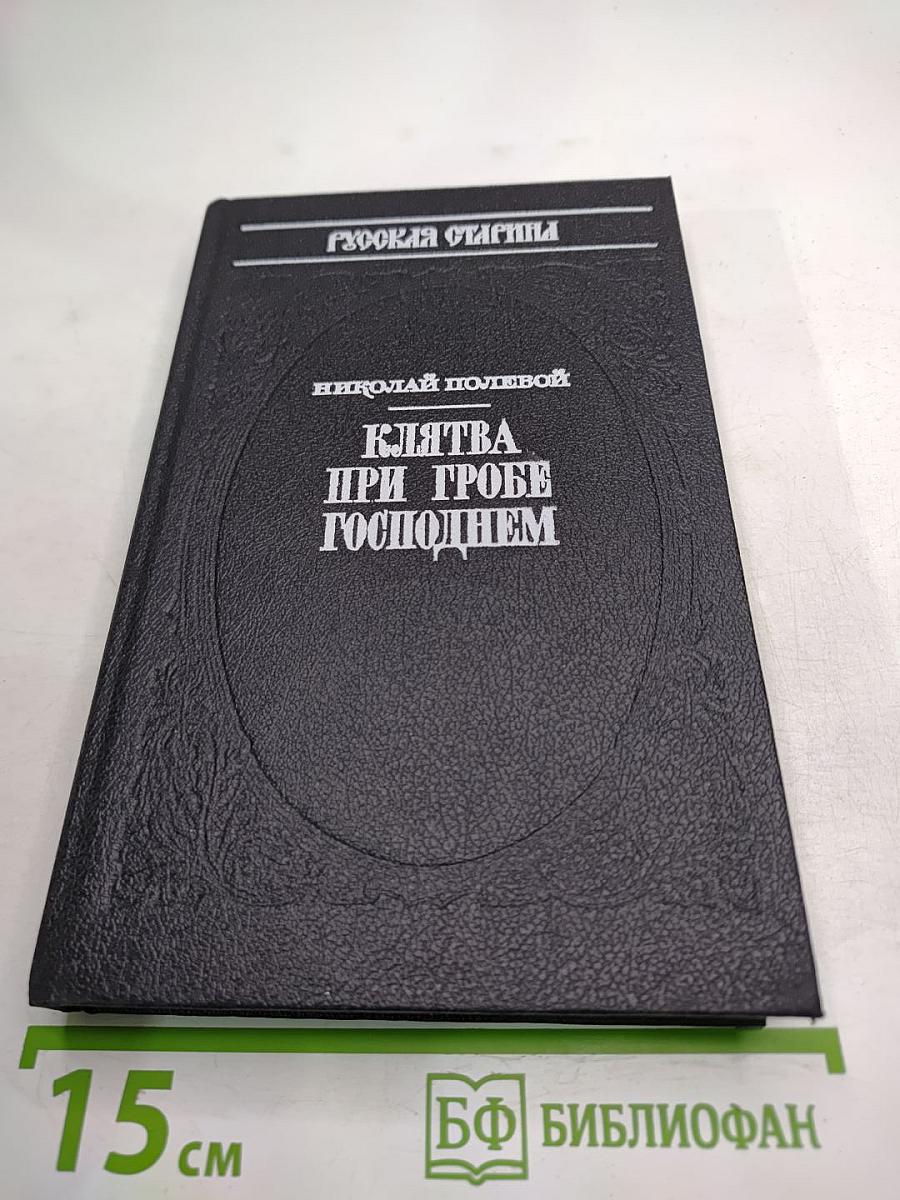 РУССКАЯ СТАРИНА
НИКОЛАЙ ПОЛЕВОЙ
КЛЯТВА
ПРИ ГРОБЕ
ГОСПОДНЕМ
15 см
БФ БИБЛИОФАН